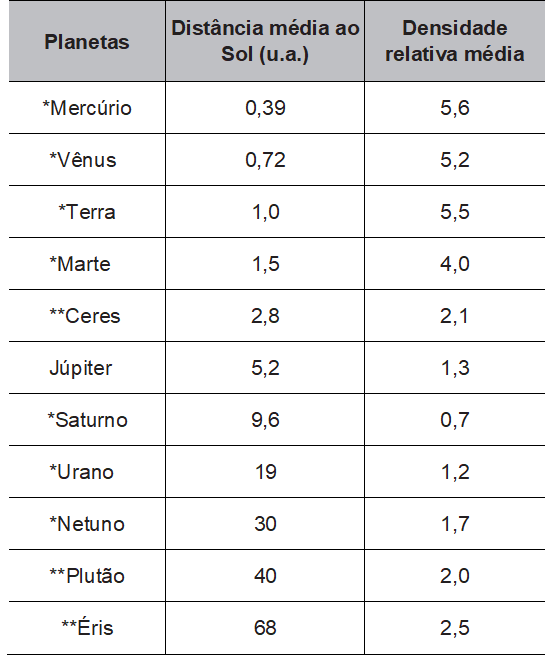 Planetas | Distância média ao Sol (u.a.) | Densidade relativa média
*Mercúrio | 0,39 | 5,6
*Vênus | 0,72 | 5,2
*Terra | 1,0 | 5,5
*Marte | 1,5 | 4,0
**Ceres | 2,8 | 2,1
Júpiter | 5,2 | 1,3
*Saturno | 9,6 | 0,7
*Urano | 19 | 1,2
*Netuno | 30 | 1,7
**Plutão | 40 | 2,0
**Éris | 68 | 2,5